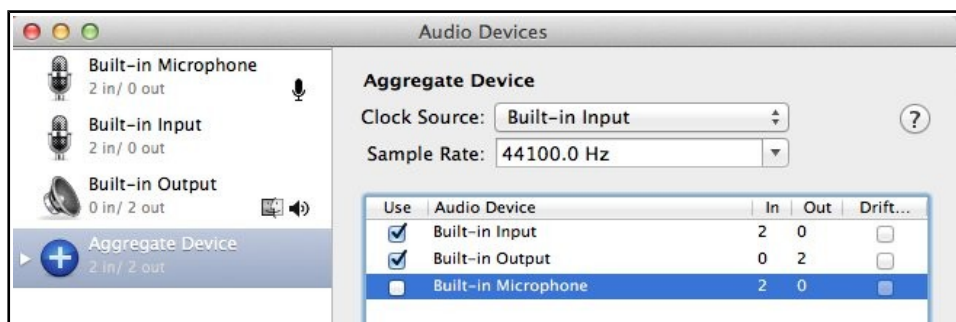 Audio Devices
Built-in Microphone
2 in/ 0 out
Built-in Input
2 in/ 0 out
Built-in Output
0 in/ 2 out
Aggregate Device
2 in/ 2 out
Aggregate Device
Clock Source: Built-in Input
?
Sample Rate: 44100.0 Hz
Use Audio Device In Out Drift...
Built-in Input 2 0
Built-in Output 0 2
Built-in Microphone 2 0